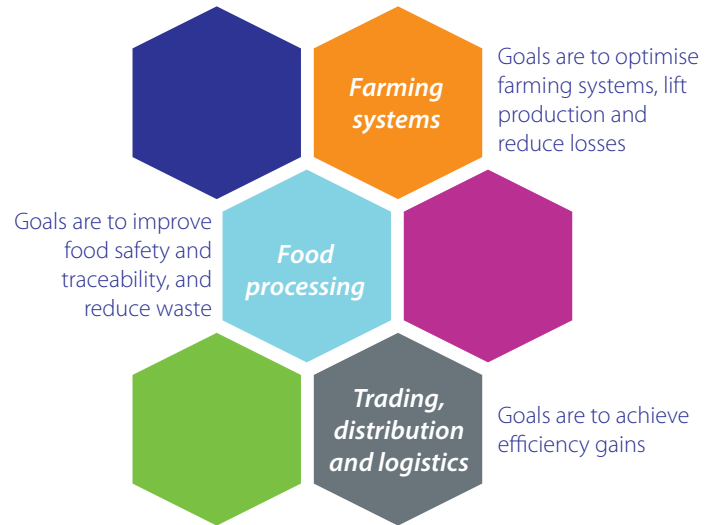 Farming
systems
Goals are to optimise
farming systems, lift
production and
reduce losses
Goals are to improve
food safety and
traceability, and
reduce waste
Food
processing
Trading,
distribution
and logistics
Goals are to achieve
efficiency gains